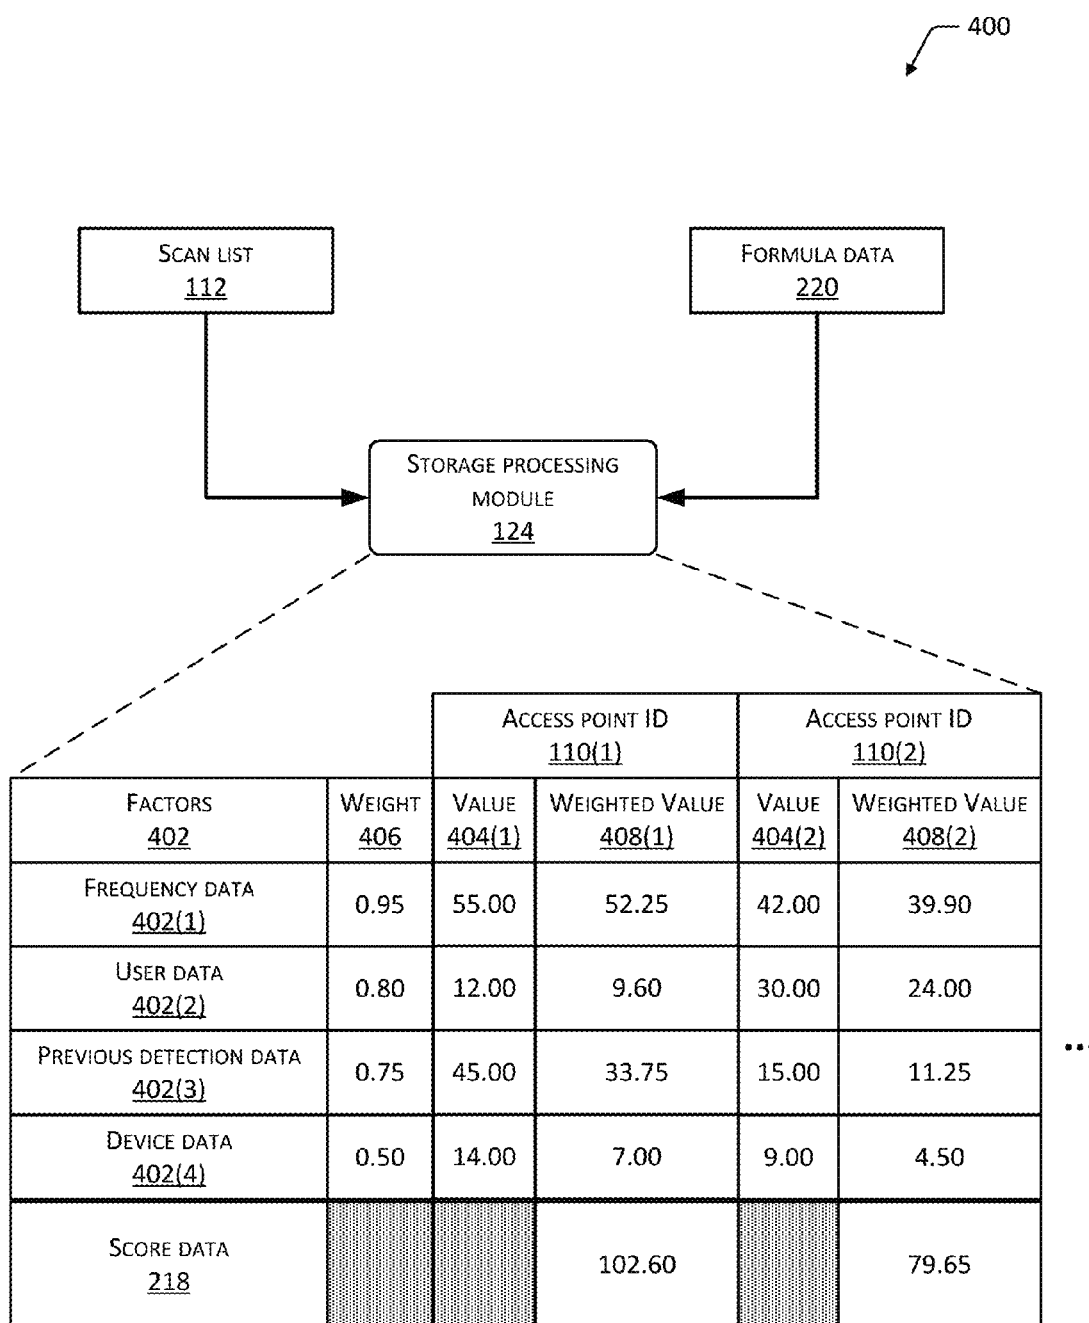 400
SCAN LIST
112
FORMULA DATA
220
STORAGE PROCESSING
MODULE
124
ACCESS POINT ID
110(1)
ACCESS POINT ID
110(2)
FACTORS
402
WEIGHT
406
VALUE
404(1)
WEIGHTED VALUE
408(1)
VALUE
404(2)
WEIGHTED VALUE
408(2)
FREQUENCY DATA
402(1)
0.95
55.00
52.25
42.00
39.90
USER DATA
402(2)
0.80
12.00
9.60
30.00
24.00
PREVIOUS DETECTION DATA
402(3)
0.75
45.00
33.75
15.00
11.25
...
DEVICE DATA
402(4)
0.50
14.00
7.00
9.00
4.50
SCORE DATA
218
102.60
79.65